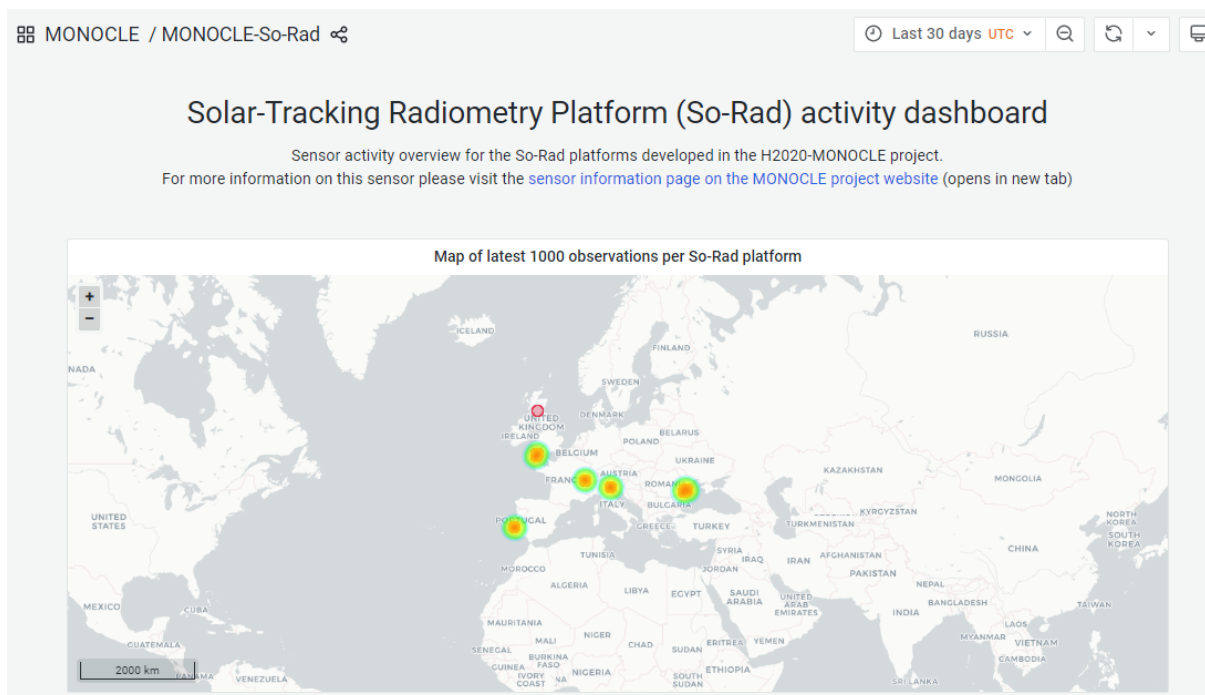 MONOCLE / MONOCLE-So-Rad
Last 30 days UTC
Solar-Tracking Radiometry Platform (So-Rad) activity dashboard
Sensor activity overview for the So-Rad platforms developed in the H2020-MONOCLE project.
For more information on this sensor please visit the sensor information page on the MONOCLE project website (opens in new tab)
Map of latest 1000 observations per So-Rad platform
+
−
ICELAND
RUSSIA
FINLAND
NADA
SWEDEN
UNITED
KINGDOM
DENMARK
IRELAND
BELARUS
POLAND
BELGIUM
UKRAINE
KAZAKHSTAN
AUSTRIA
FRANC
ROMAN
MONGOLIA
ITALY
BULGARIA
UNITED
STATES
PORTUGAL
GREECE
TURKEY
KYRGYZSTAN
TURKMENISTAN
NORTH
KOREA
SOUTH
KOREA
TUNISIA
SYRIA
IRAQ
IRAN
AFGHANISTAN
CHINA
MOROCCO
JORDAN
PAKISTAN
ALGERIA
LIBYA
EGYPT
SAUDI
ARABIA
UNITED
ARAB
EMIRATES
NEPAL
BANGLADESH
TAIWAN
MEXICO
CUBA
INDIA
MAURITANIA
LAOS
MYANMAR
VIETNAM
GUATEMALA
MALI
NIGER
CHAD
SUDAN
ERITREA
YEMEN
SENEGAL
CAMBODIA
2000 km
PANAMA
VENEZUELA
GUINEA
BURKINA
FASO
IVORY
COAST
NA
NIGERIA
SOUTH
SUDAN
ETHIOPIA
SRI LANKA